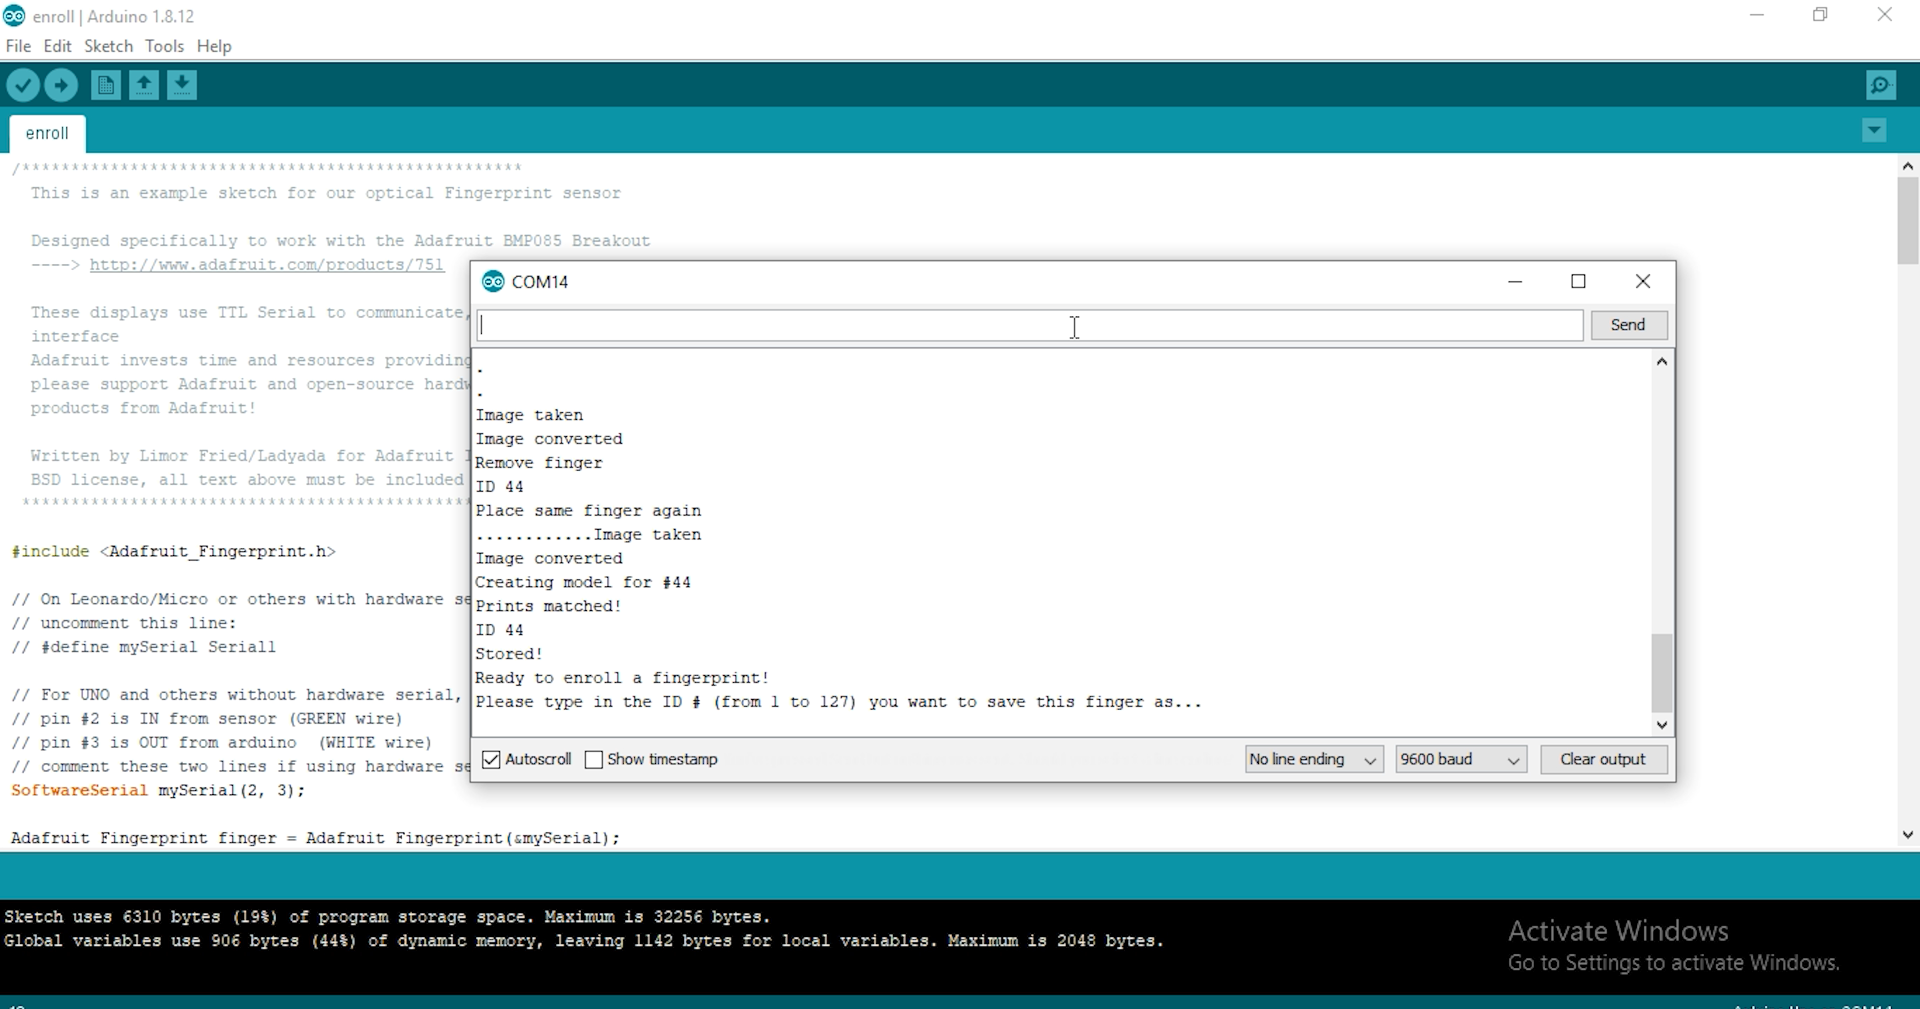 enroll | Arduino 1.8.12
File Edit Sketch Tools Help
enroll
/***************************************************
This is an example sketch for our optical Fingerprint sensor
Designed specifically to work with the Adafruit BMP085 Breakout
----> http://www.adafruit.com/products/751
These displays use TTL Serial to communicate,
interface
Adafruit invests time and resources providing
please support Adafruit and open-source hardw
products from Adafruit!
Written by Limor Fried/Ladyada for Adafruit I
BSD license, all text above must be included
**********************************************
#include <Adafruit_Fingerprint.h>
// On Leonardo/Micro or others with hardware se
// uncomment this line:
// #define mySerial Serial1
// For UNO and others without hardware serial,
// pin #2 is IN from sensor (GREEN wire)
// pin #3 is OUT from arduino (WHITE wire)
// comment these two lines if using hardware se
SoftwareSerial mySerial(2, 3);
Adafruit_Fingerprint finger = Adafruit_Fingerprint(&mySerial);
COM14
Send
.
.
Image taken
Image converted
Remove finger
ID 44
Place same finger again
............Image taken
Image converted
Creating model for #44
Prints matched!
ID 44
Stored!
Ready to enroll a fingerprint!
Please type in the ID # (from 1 to 127) you want to save this finger as...
Autoscroll Show timestamp No line ending 9600 baud Clear output
Sketch uses 6310 bytes (19%) of program storage space. Maximum is 32256 bytes.
Global variables use 906 bytes (44%) of dynamic memory, leaving 1142 bytes for local variables. Maximum is 2048 bytes.
Activate Windows
Go to Settings to activate Windows.